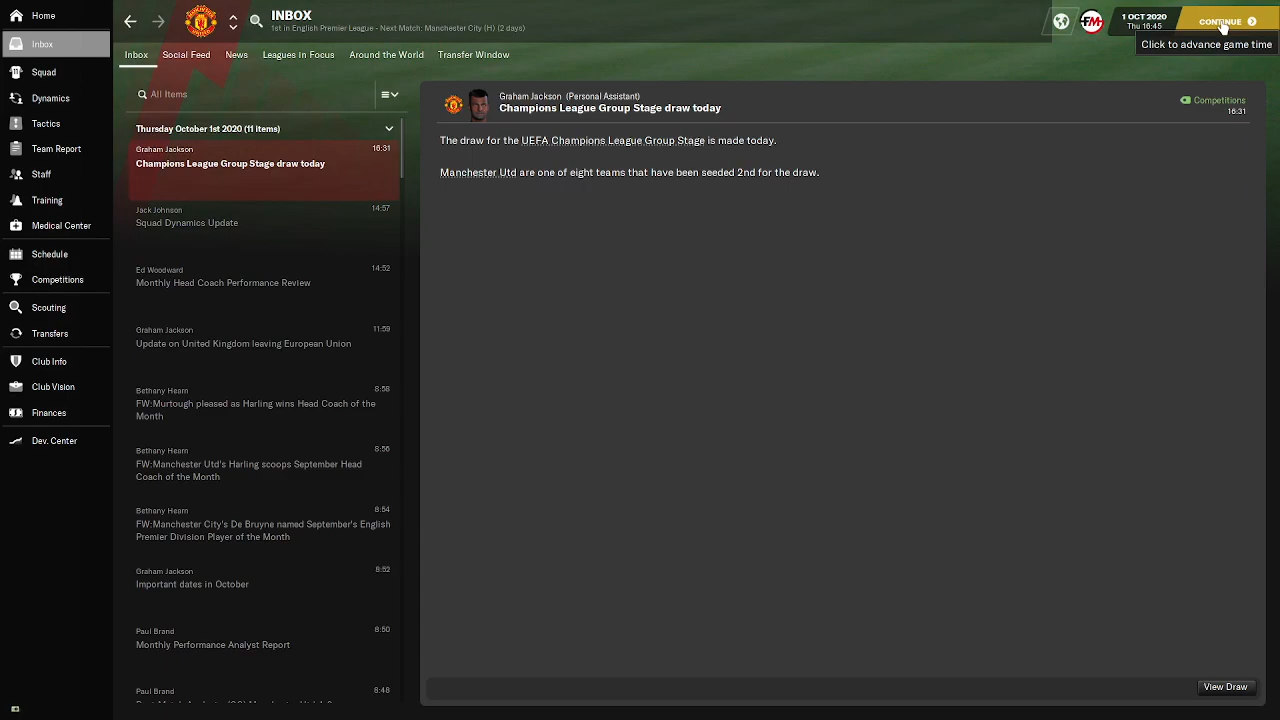 Home
Inbox
Squad
Dynamics
Tactics
Team Report
Staff
Training
Medical Center
Schedule
Competitions
Scouting
Transfers
Club Info
Club Vision
Finances
Dev. Center
INBOX
1st in English Premier League - Next Match: Manchester City (H) (2 days)
FM
1 OCT 2020
Thu 16:45
CONTINUE
Click to advance game time
Inbox Social Feed News Leagues In Focus Around the World Transfer Window
All Items
Thursday October 1st 2020 (11 items)
Graham Jackson 16:31
Champions League Group Stage draw today
Jack Johnson 14:57
Squad Dynamics Update
Ed Woodward 14:52
Monthly Head Coach Performance Review
Graham Jackson 11:59
Update on United Kingdom leaving European Union
Bethany Hearn 8:58
FW:Murtough pleased as Harling wins Head Coach of the
Month
Bethany Hearn 8:56
FW:Manchester Utd's Harling scoops September Head
Coach of the Month
Bethany Hearn 8:54
FW:Manchester City's De Bruyne named September's English
Premier Division Player of the Month
Graham Jackson 8:52
Important dates in October
Paul Brand 8:50
Monthly Performance Analyst Report
Paul Brand 8:48
Graham Jackson (Personal Assistant)
Champions League Group Stage draw today
Competitions
16:31
The draw for the UEFA Champions League Group Stage is made today.
Manchester Utd are one of eight teams that have been seeded 2nd for the draw.
View Draw